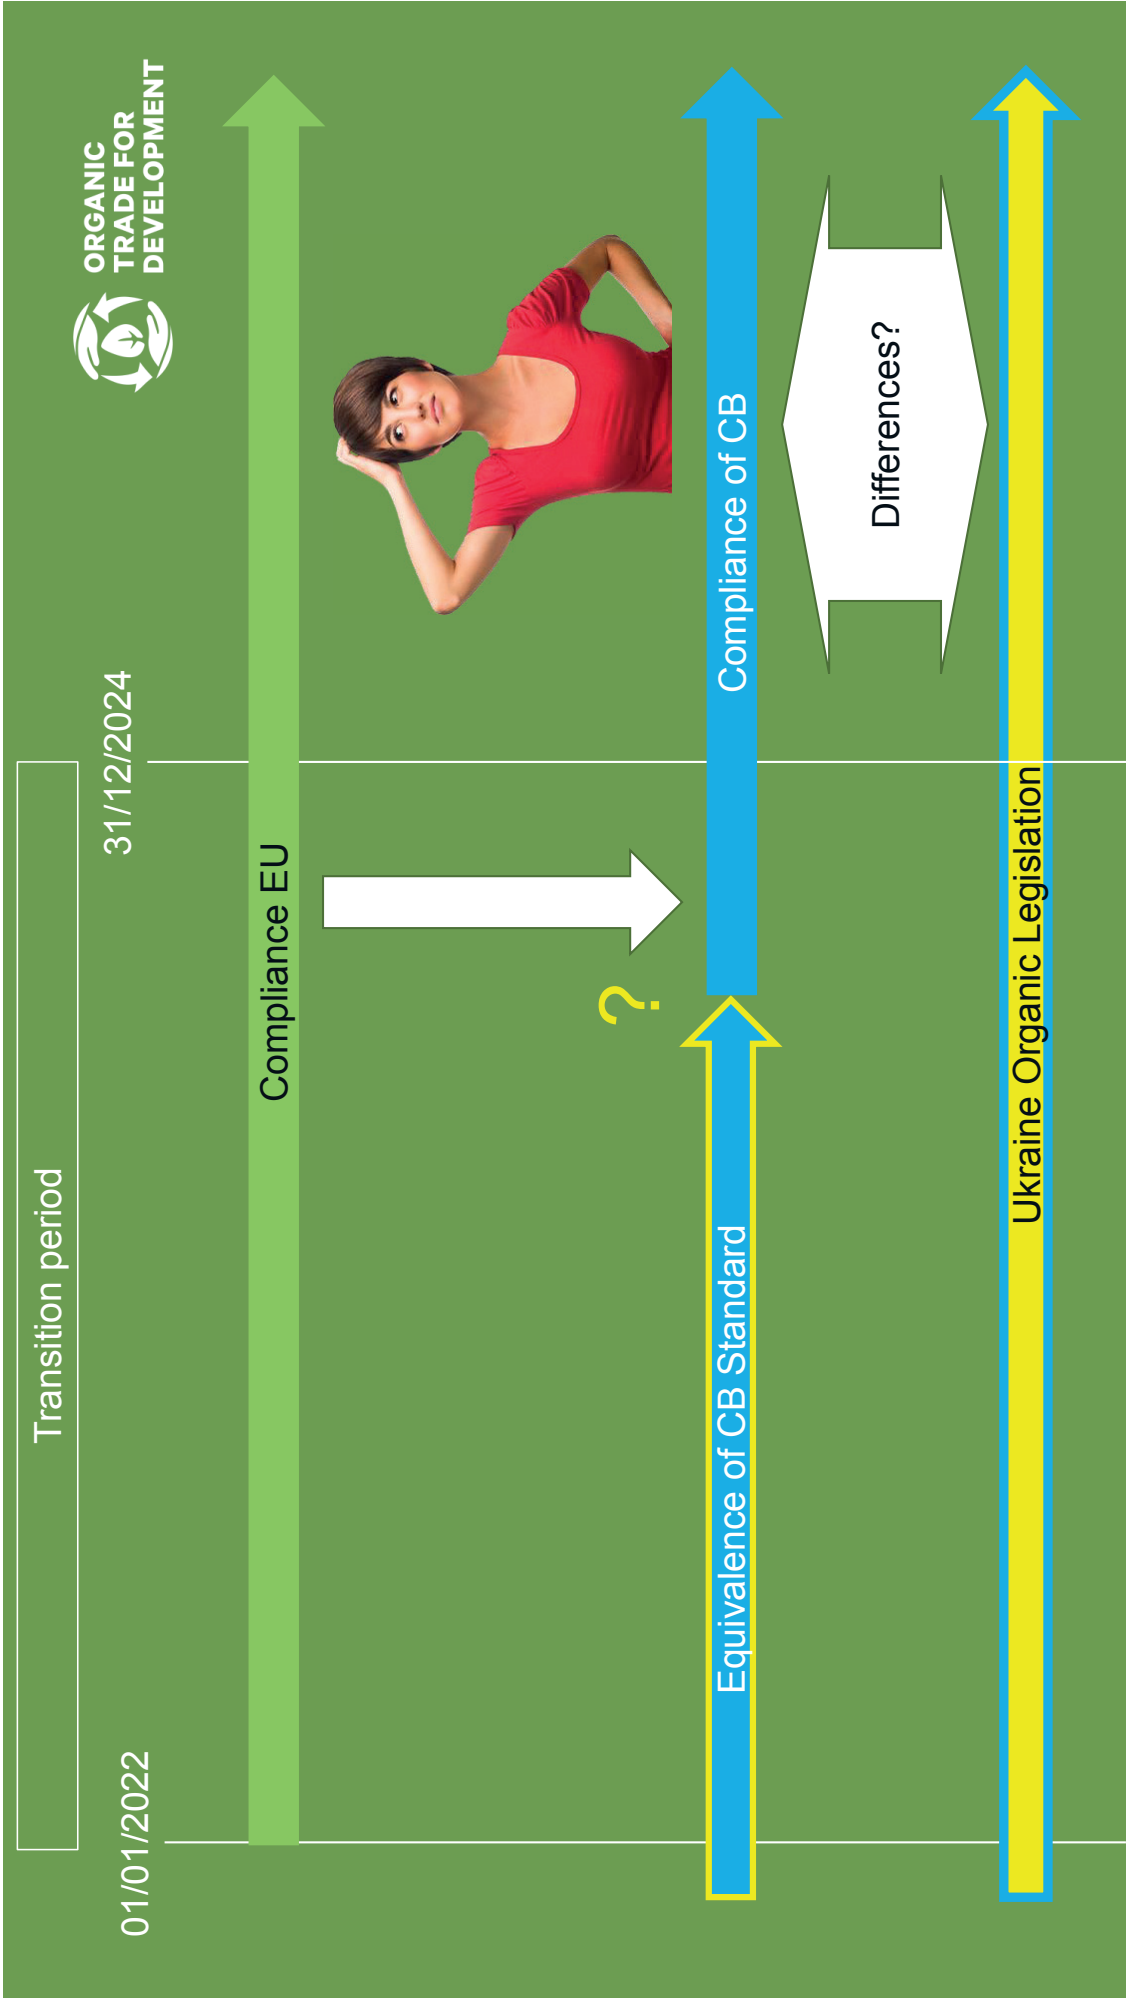 Transition period
ORGANIC
TRADE FOR
DEVELOPMENT
01/01/2022
31/12/2024
Compliance EU
?
Equivalence of CB Standard
Compliance of CB
Differences?
Ukraine Organic Legislation